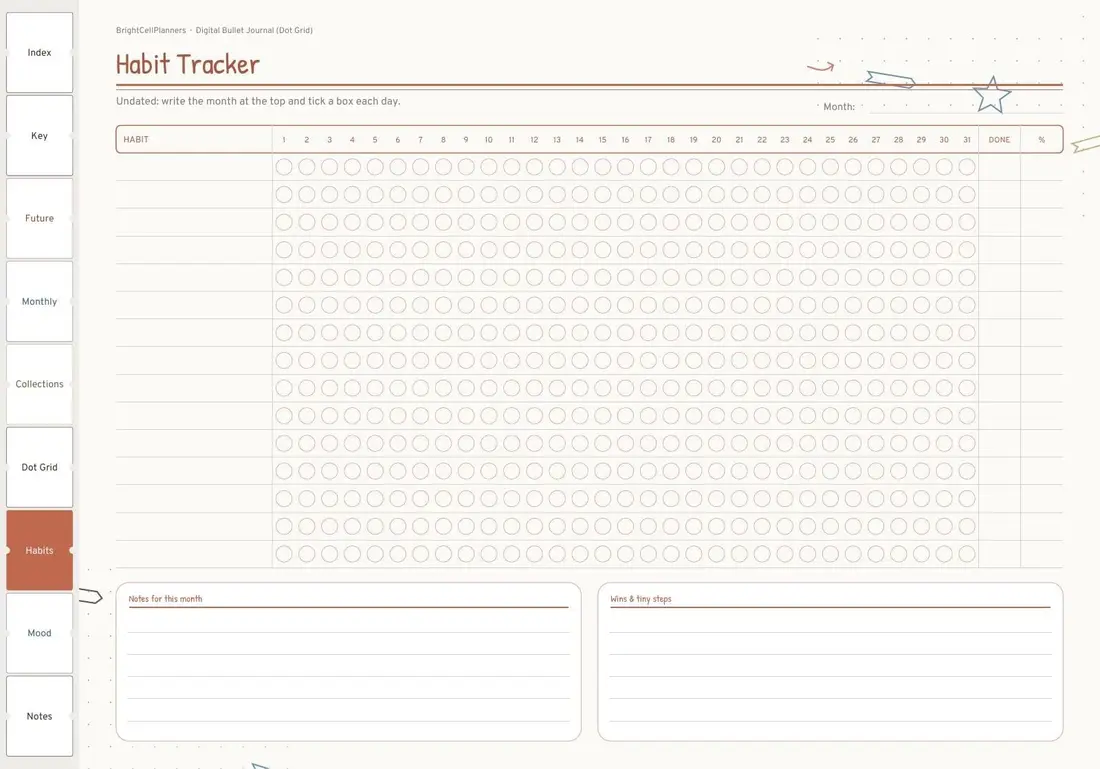 BrightCellPlanners · Digital Bullet Journal (Dot Grid)
Habit Tracker
Undated: write the month at the top and tick a box each day.
Month:
HABIT 1 2 3 4 5 6 7 8 9 10 11 12 13 14 15 16 17 18 19 20 21 22 23 24 25 26 27 28 29 30 31 DONE %
Index
Key
Future
Monthly
Collections
Dot Grid
Habits
Mood
Notes
Notes for this month
Wins & tiny steps